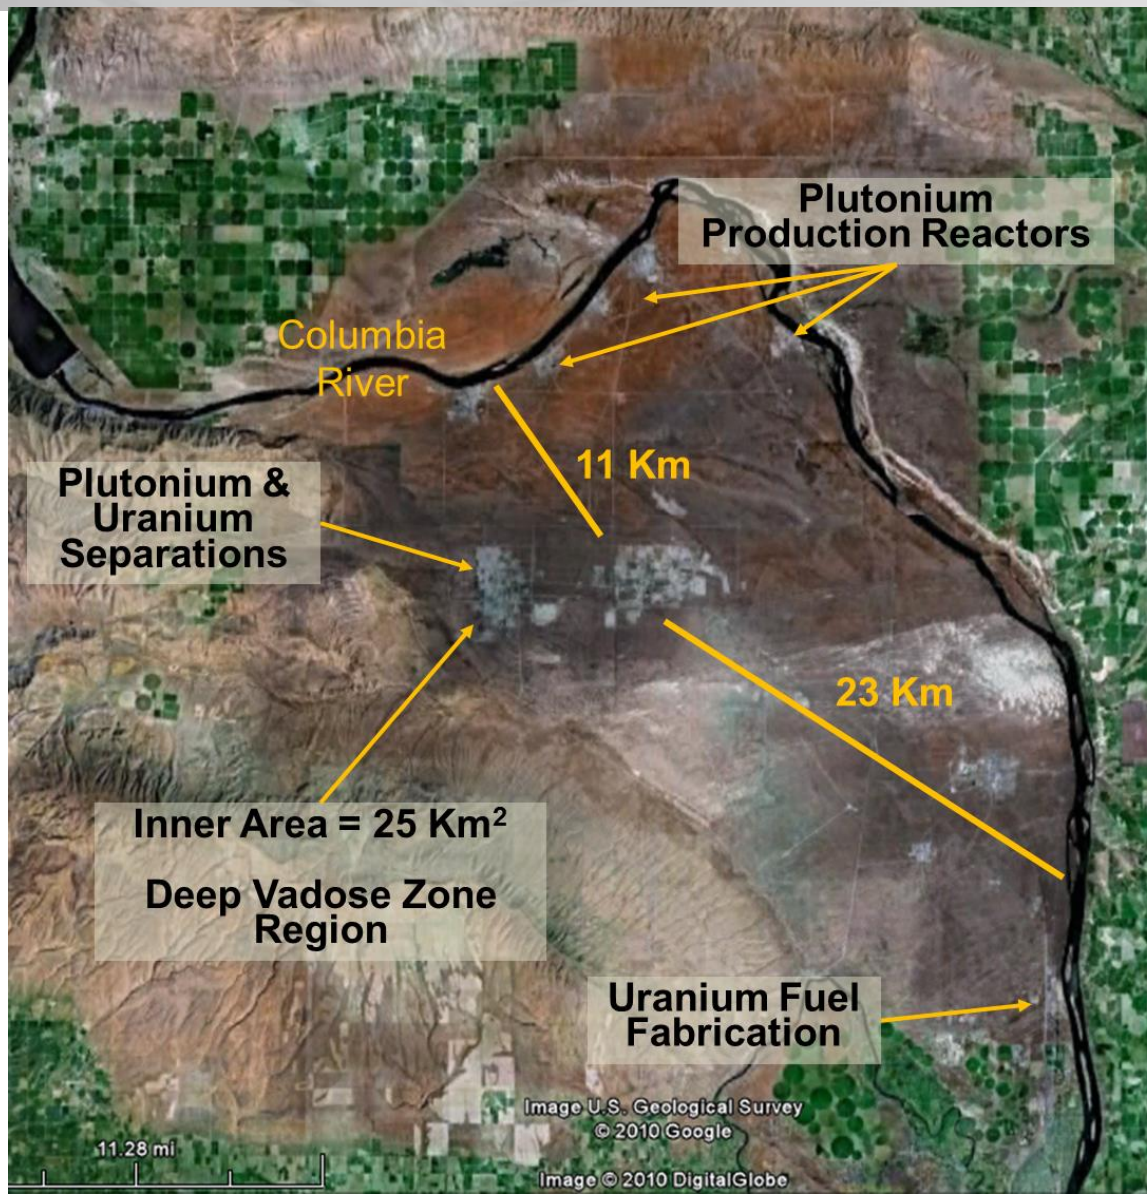 Plutonium
Production Reactors
Columbia
River
11 Km
Plutonium &
Uranium
Separations
23 Km
Inner Area = 25 Km²
Deep Vadose Zone
Region
Uranium Fuel
Fabrication
Image U.S. Geological Survey
© 2010 Google
11.28 mi
Image © 2010 DigitalGlobe